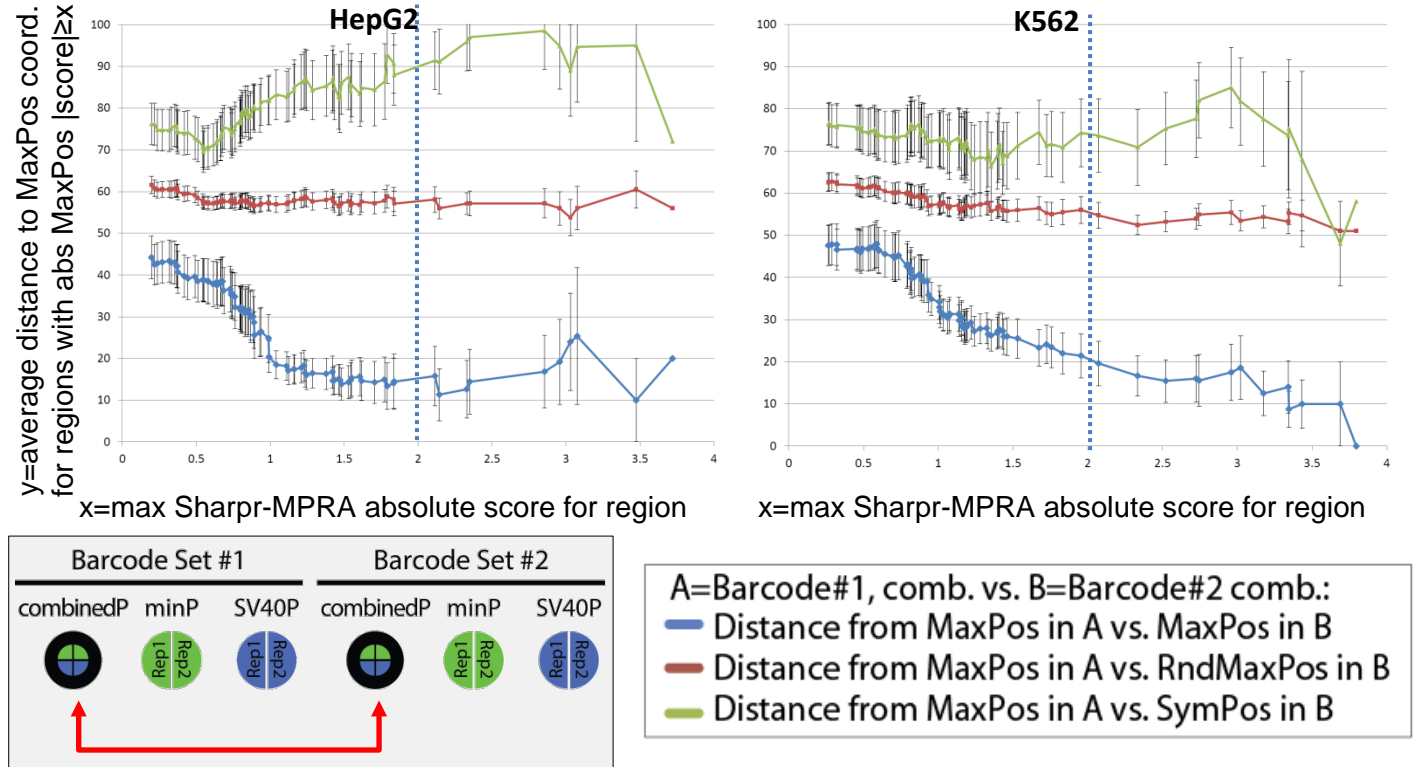 HepG2
K562
y=average distance to MaxPos coord.
for regions with abs MaxPos |score|≥x
100
90
80
70
60
50
40
30
20
10
0
0 0.5 1 1.5 2 2.5 3 3.5 4
100
90
80
70
60
50
40
30
20
10
0
0 0.5 1 1.5 2 2.5 3 3.5 4
x=max Sharpr-MPRA absolute score for region
x=max Sharpr-MPRA absolute score for region
Barcode Set #1
Barcode Set #2
combinedP minP SV40P
combinedP minP SV40P
Rep1 Rep2
Rep1 Rep2
Rep1 Rep2
Rep1 Rep2
A=Barcode#1, comb. vs. B=Barcode#2 comb.:
Distance from MaxPos in A vs. MaxPos in B
Distance from MaxPos in A vs. RndMaxPos in B
Distance from MaxPos in A vs. SymPos in B